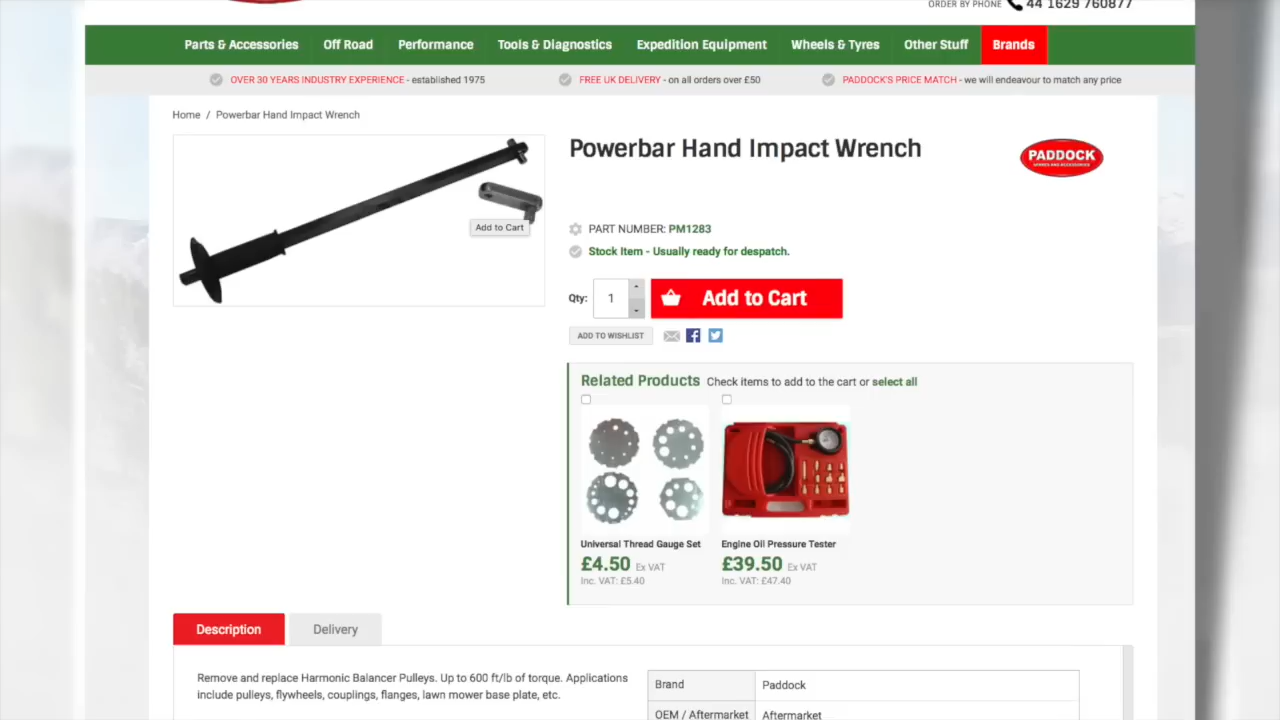 ORDER BY PHONE 44 1629 760877
Parts & Accessories Off Road Performance Tools & Diagnostics Expedition Equipment Wheels & Tyres Other Stuff Brands
OVER 30 YEARS INDUSTRY EXPERIENCE - established 1975 FREE UK DELIVERY - on all orders over £50 PADDOCK'S PRICE MATCH - we will endeavour to match any price
Home / Powerbar Hand Impact Wrench
Powerbar Hand Impact Wrench
PADDOCK
SPARES AND ACCESSORIES
Add to Cart
PART NUMBER: PM1283
Stock Item - Usually ready for despatch.
Qty: 1 Add to Cart
ADD TO WISHLIST
Related Products Check items to add to the cart or select all
Universal Thread Gauge Set
£4.50 Ex VAT
Inc. VAT: £5.40
Engine Oil Pressure Tester
£39.50 Ex VAT
Inc. VAT: £47.40
Description Delivery
Remove and replace Harmonic Balancer Pulleys. Up to 600 ft/lb of torque. Applications
include pulleys, flywheels, couplings, flanges, lawn mower base plate, etc.
Brand Paddock
OEM / Aftermarket Aftermarket